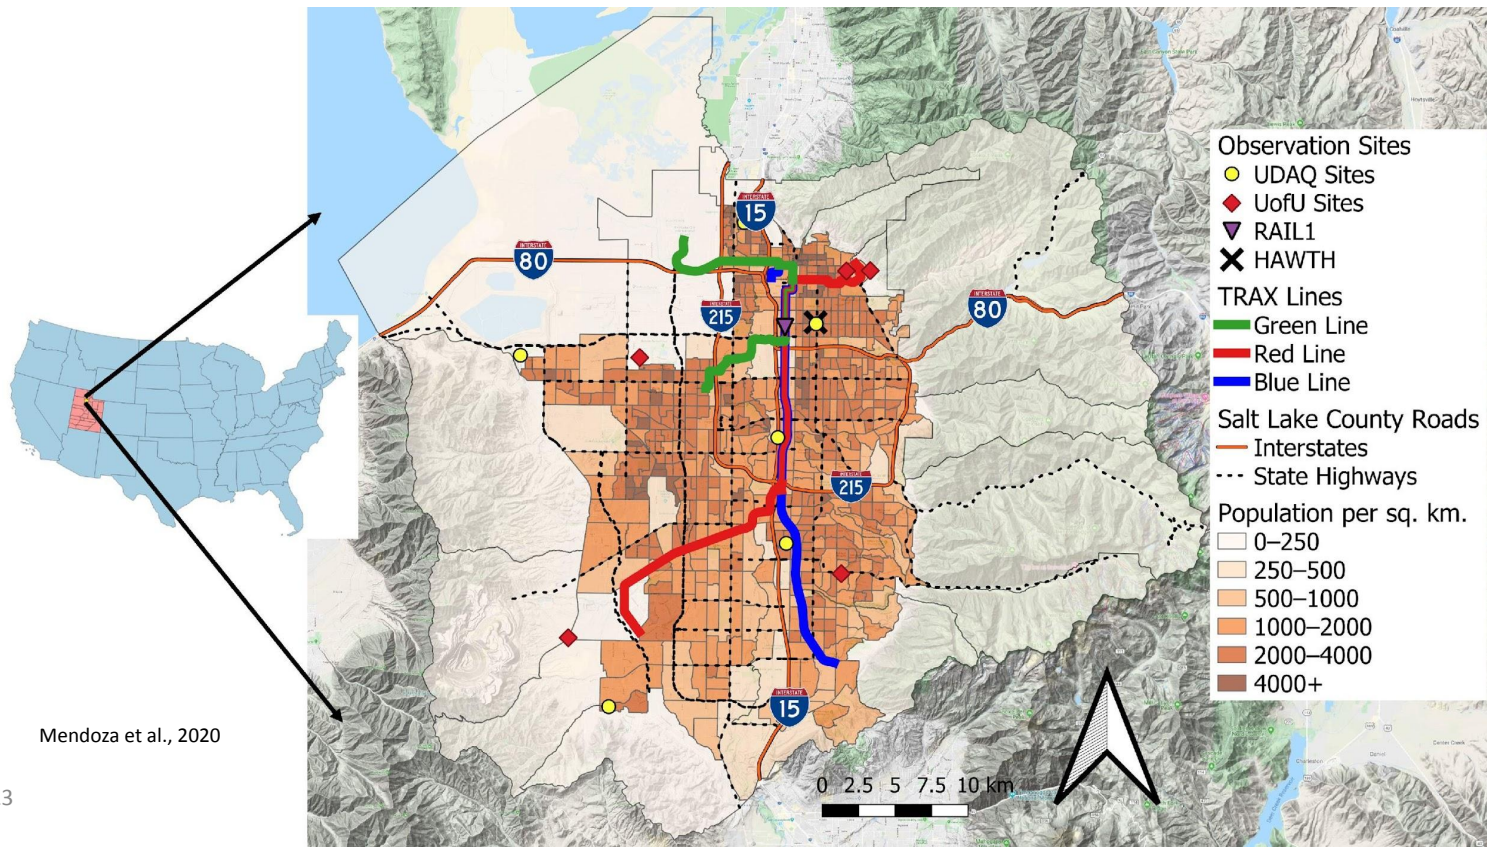 INTERSTATE
15
INTERSTATE
80
INTERSTATE
215
INTERSTATE
80
INTERSTATE
215
INTERSTATE
15
Observation Sites
UDAQ Sites
UofU Sites
RAIL1
HAWTH
TRAX Lines
Green Line
Red Line
Blue Line
Salt Lake County Roads
Interstates
State Highways
Population per sq. km.
0–250
250–500
500–1000
1000–2000
2000–4000
4000+
0 2.5 5 7.5 10 km
Mendoza et al., 2020
3